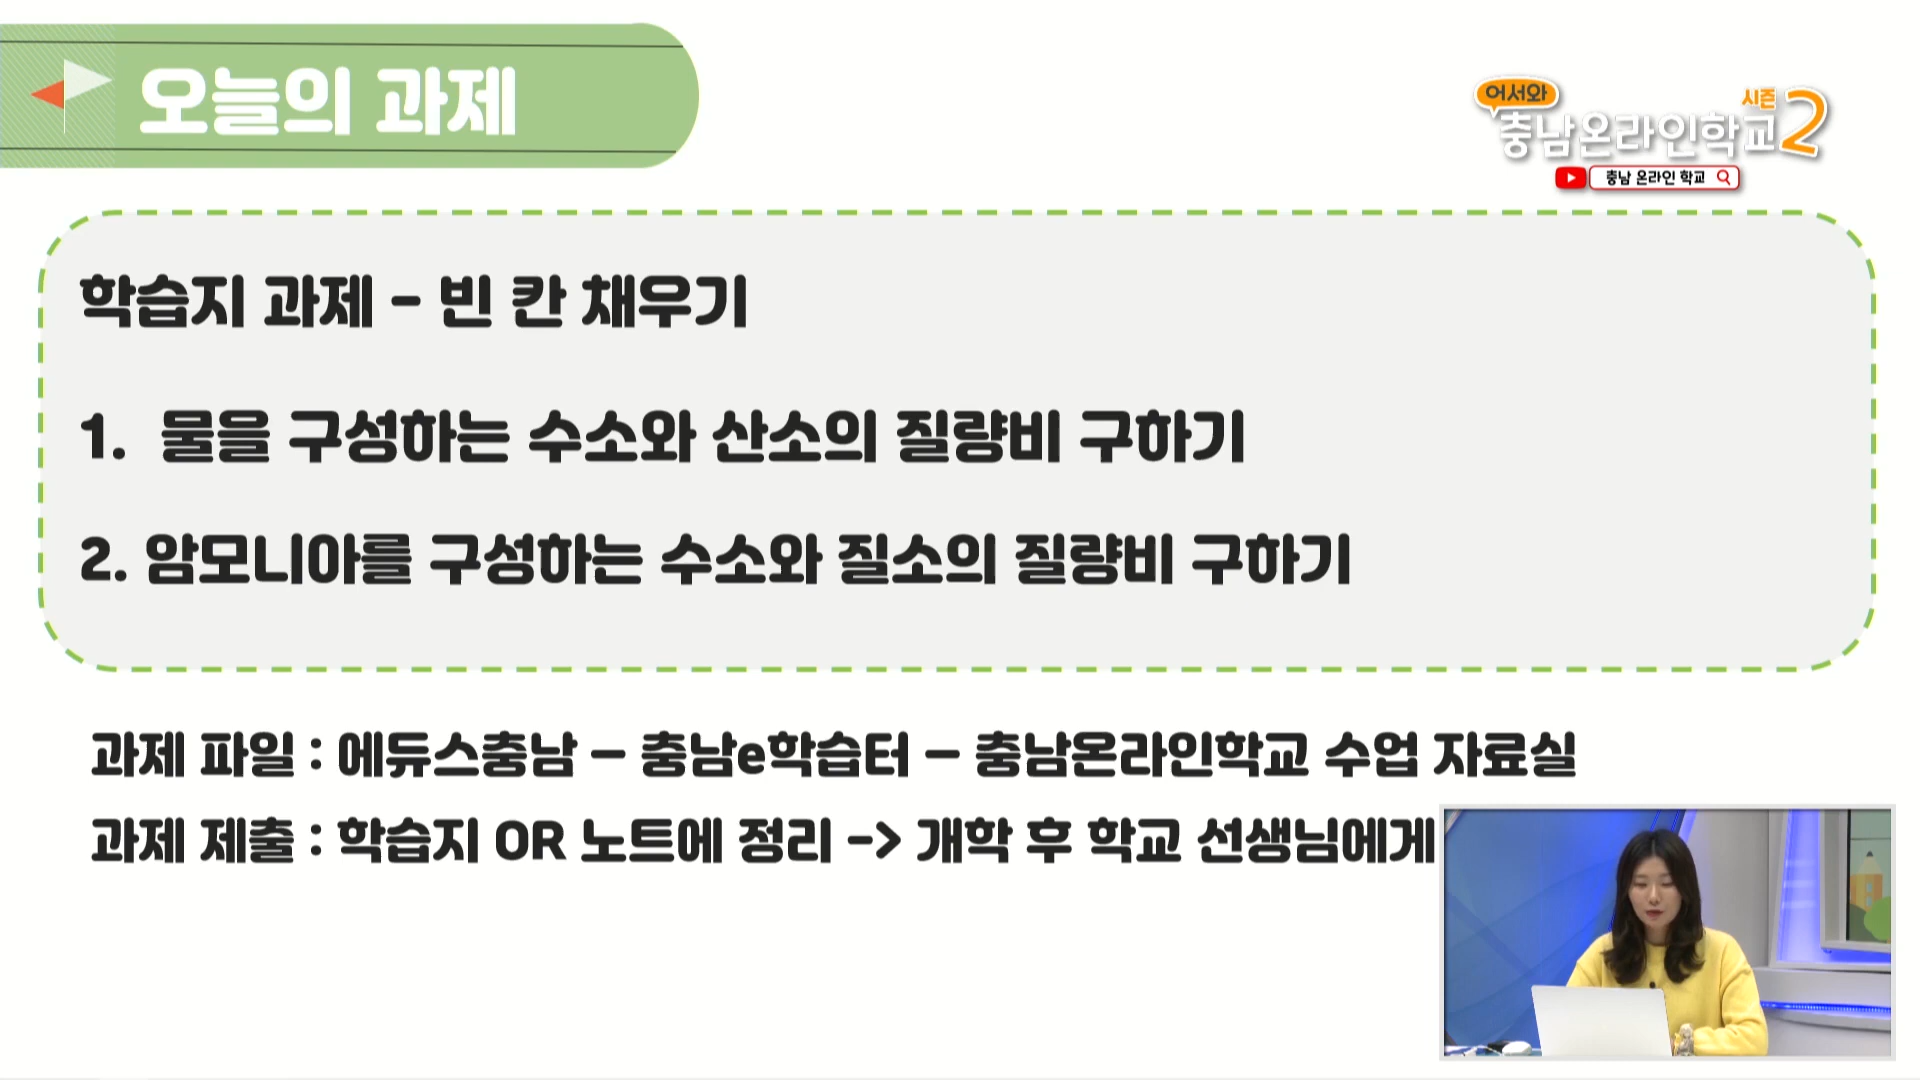 오늘의 과제
어서와
시즌
충남온라인학교2
충남 온라인 학교
학습지 과제 - 빈 칸 채우기
1. 물을 구성하는 수소와 산소의 질량비 구하기
2. 암모니아를 구성하는 수소와 질소의 질량비 구하기
과제 파일 : 에듀스충남 – 충남e학습터 – 충남온라인학교 수업 자료실
과제 제출 : 학습지 OR 노트에 정리 -> 개학 후 학교 선생님에게